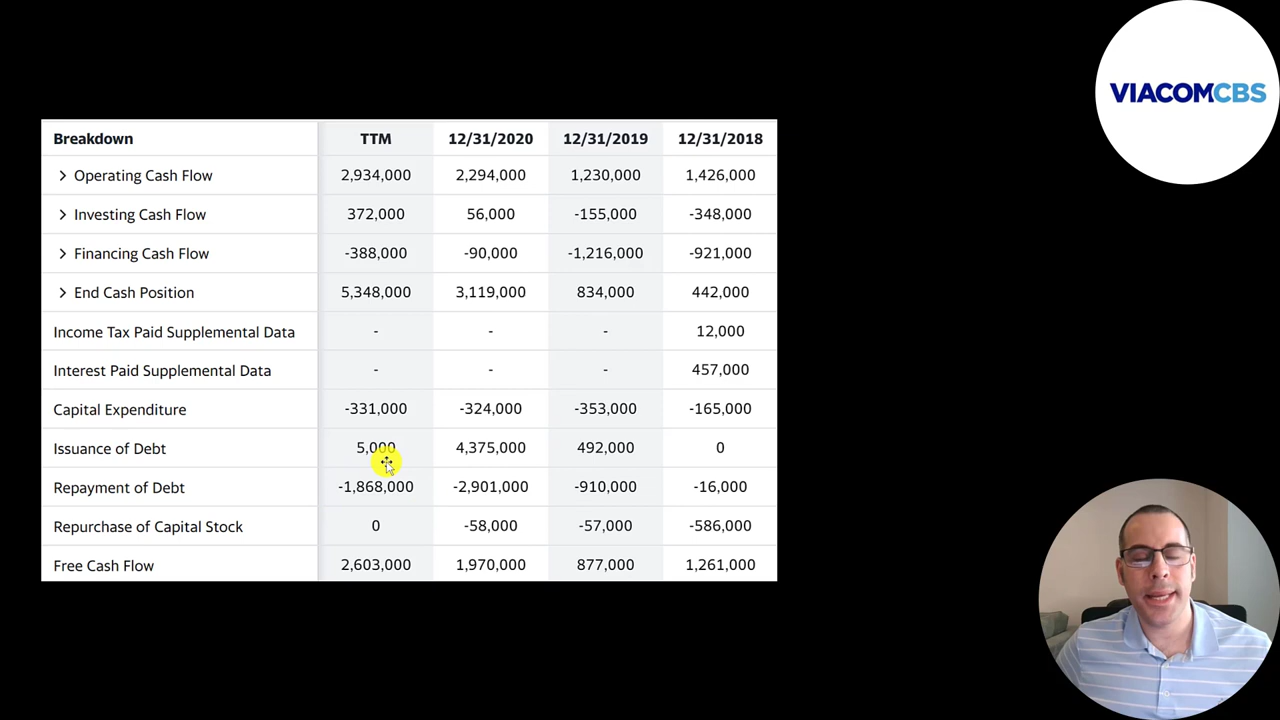 VIACOMCBS
Breakdown TTM 12/31/2020 12/31/2019 12/31/2018
Operating Cash Flow 2,934,000 2,294,000 1,230,000 1,426,000
Investing Cash Flow 372,000 56,000 -155,000 -348,000
Financing Cash Flow -388,000 -90,000 -1,216,000 -921,000
End Cash Position 5,348,000 3,119,000 834,000 442,000
Income Tax Paid Supplemental Data - - - 12,000
Interest Paid Supplemental Data - - - 457,000
Capital Expenditure -331,000 -324,000 -353,000 -165,000
Issuance of Debt 5,000 4,375,000 492,000 0
Repayment of Debt -1,868,000 -2,901,000 -910,000 -16,000
Repurchase of Capital Stock 0 -58,000 -57,000 -586,000
Free Cash Flow 2,603,000 1,970,000 877,000 1,261,000